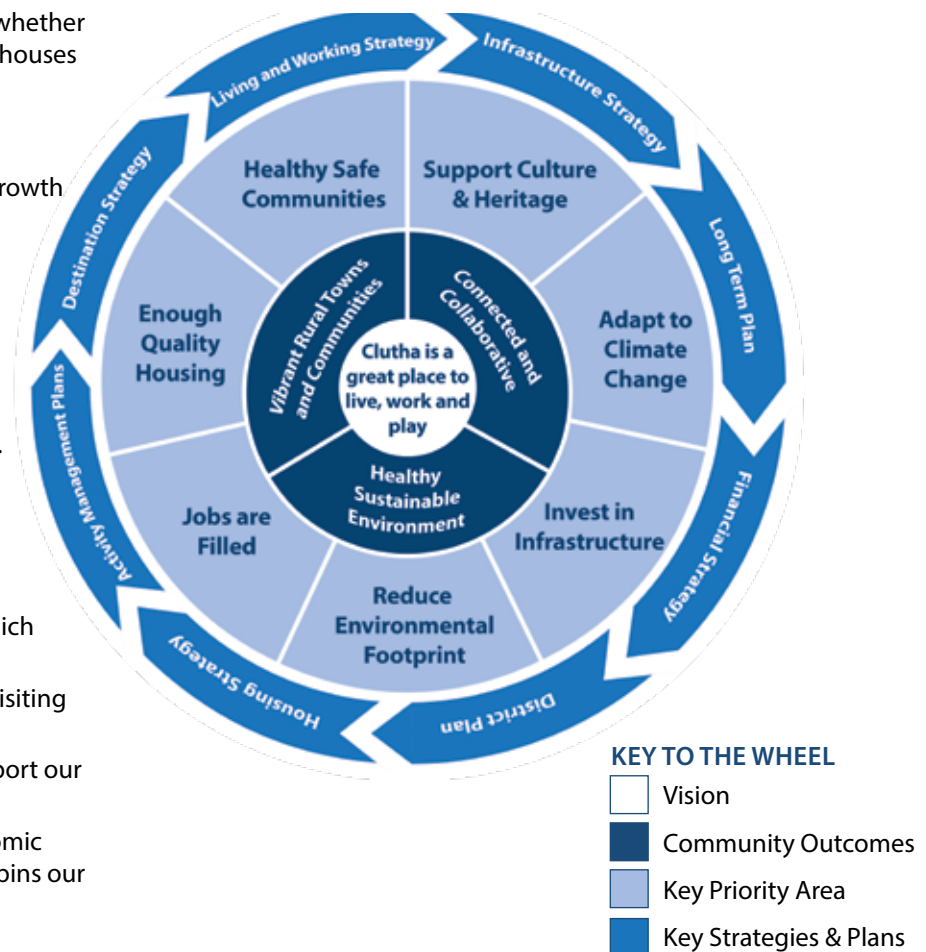 whether
houses
rowth
.
ich
isiting
port our
omic
pins our
Living and Working Strategy
Infrastructure Strategy
Long Term Plan
Financial Strategy
District Plan
Housing Strategy
Activity Management Plans
Destination Strategy
Healthy Safe
Communities
Support Culture
& Heritage
Adapt to
Climate
Change
Invest in
Infrastructure
Reduce
Environmental
Footprint
Jobs are
Filled
Enough
Quality
Housing
Vibrant Rural Towns
and Communities
Connected and
Collaborative
Healthy
Sustainable
Environment
Clutha is a
great place to
live, work and
play
KEY TO THE WHEEL
Vision
Community Outcomes
Key Priority Area
Key Strategies & Plans